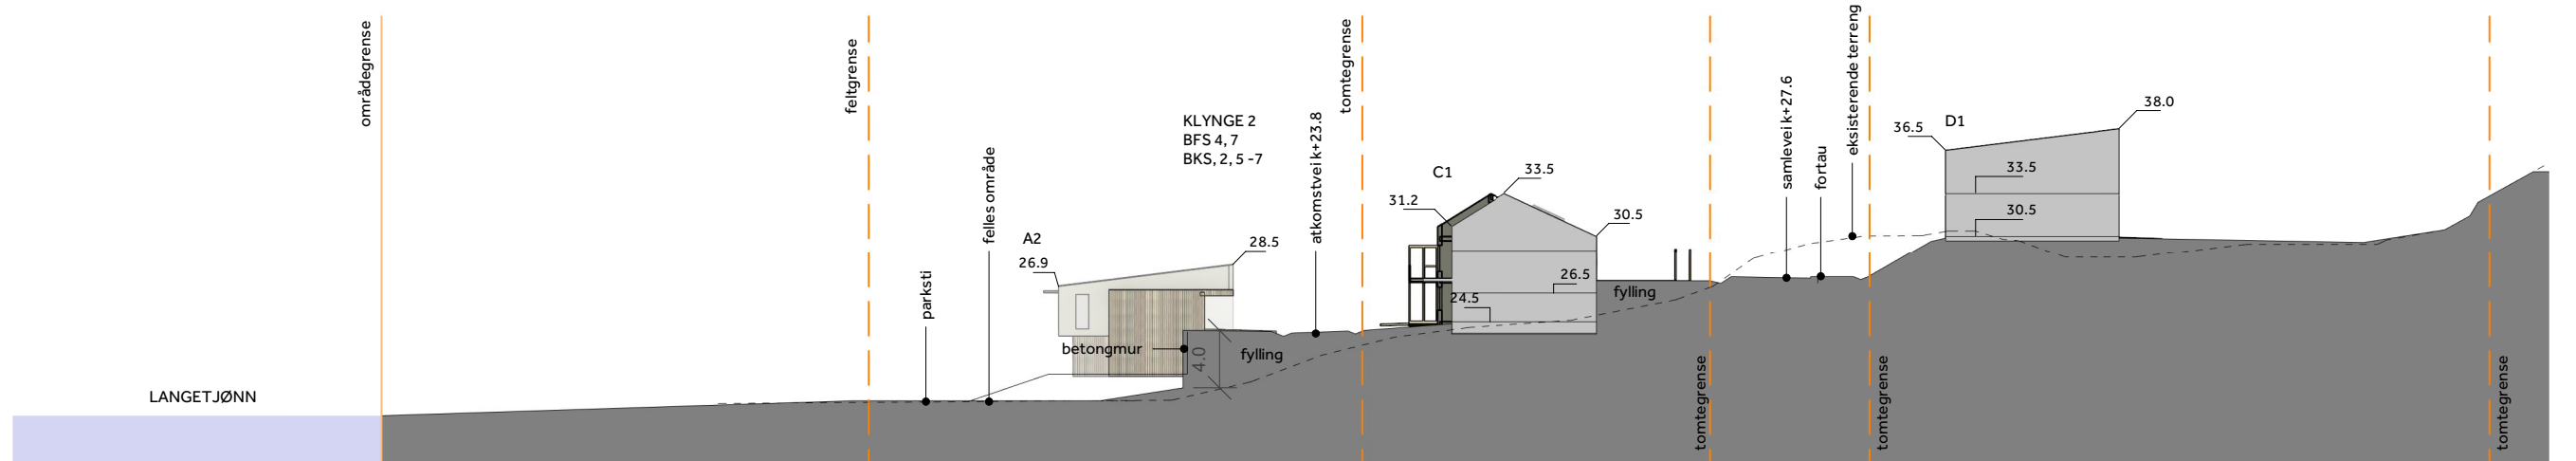 områdegrense
feltgrense
tomtegrense
eksisterende terreng
KLYNGE 2
BFS 4, 7
BKS, 2, 5 -7
atkomstvei k+23.8
samlevei k+27.6
fortau
felles område
parksti
A2
26.9
28.5
betongmur
4.0
fylling
C1
31.2
33.5
30.5
26.5
24.5
fylling
D1
36.5
38.0
33.5
30.5
LANGETJØNN
tomtegrense
tomtegrense
tomtegrense